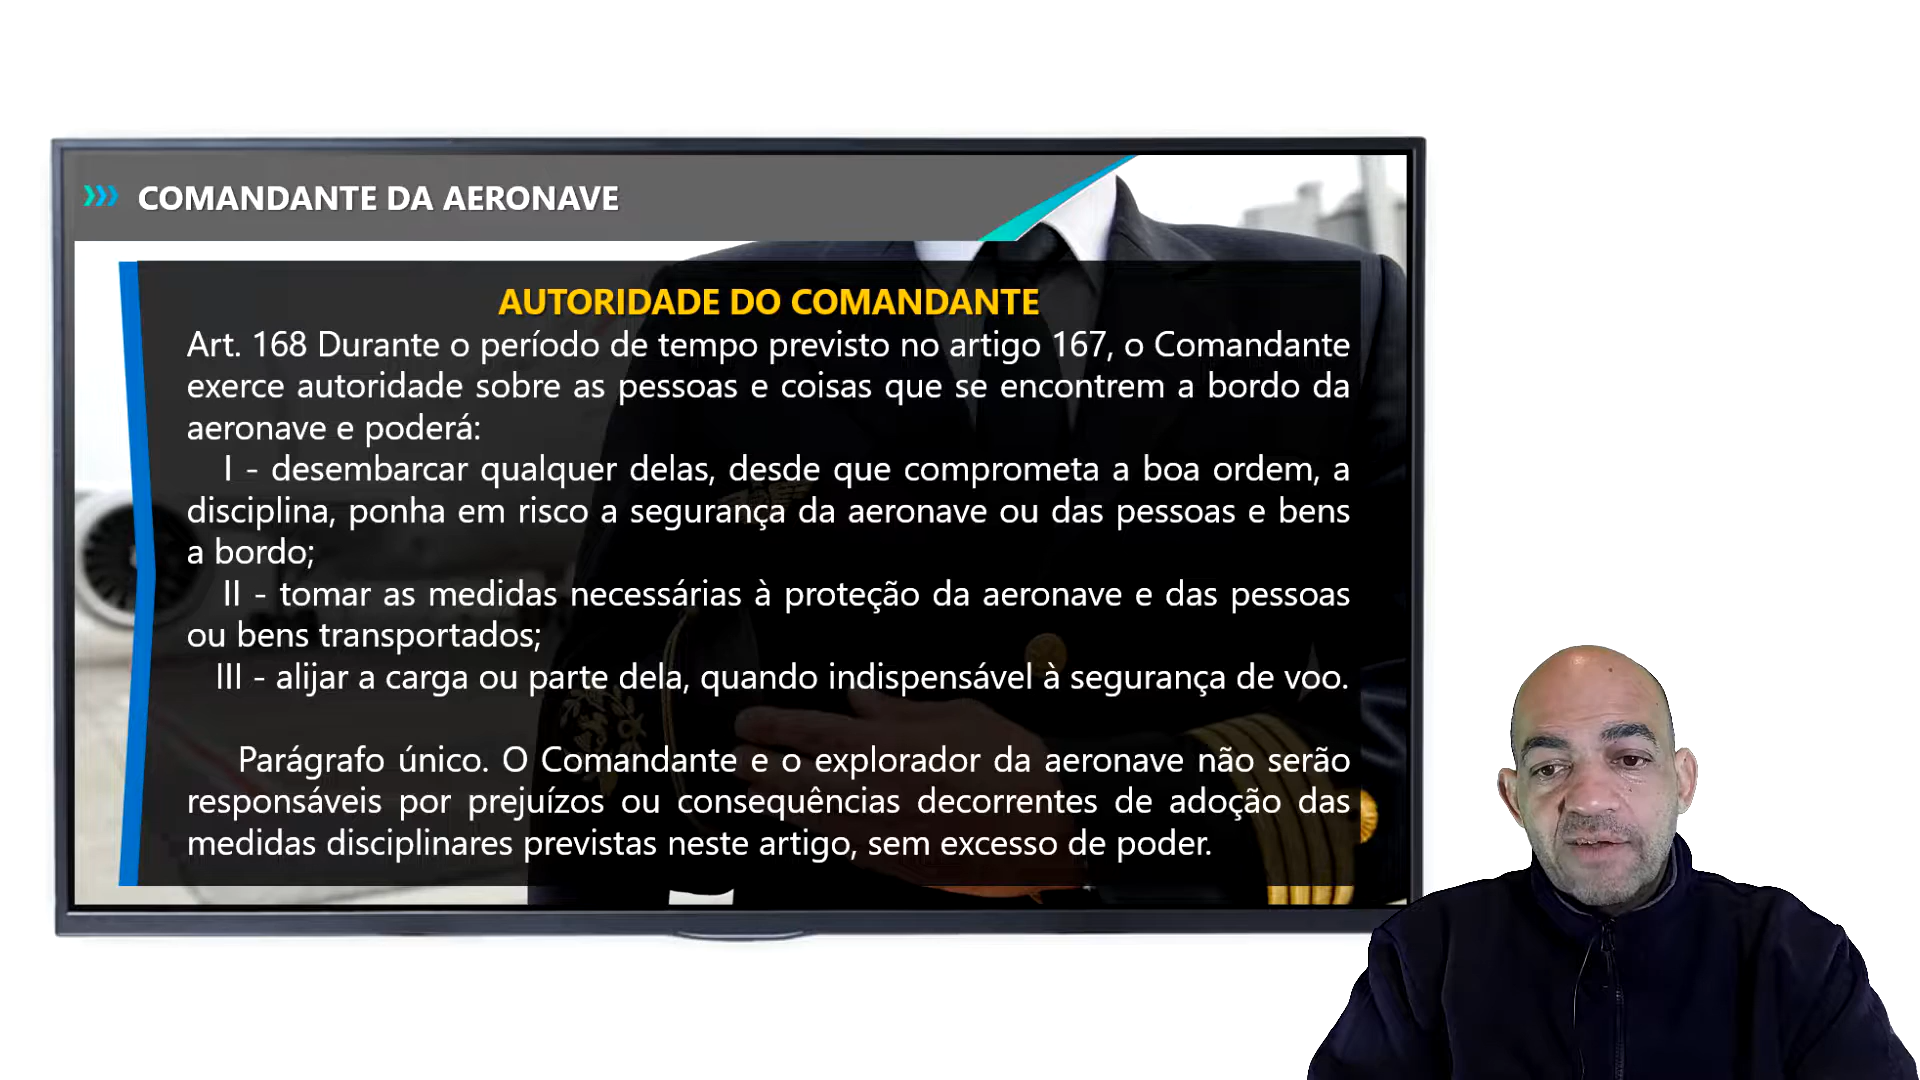 COMANDANTE DA AERONAVE
AUTORIDADE DO COMANDANTE
Art. 168 Durante o período de tempo previsto no artigo 167, o Comandante
exerce autoridade sobre as pessoas e coisas que se encontrem a bordo da
aeronave e poderá:
I - desembarcar qualquer delas, desde que comprometa a boa ordem, a
disciplina, ponha em risco a segurança da aeronave ou das pessoas e bens
a bordo;
II - tomar as medidas necessárias à proteção da aeronave e das pessoas
ou bens transportados;
III - alijar a carga ou parte dela, quando indispensável à segurança de voo.
Parágrafo único. O Comandante e o explorador da aeronave não serão
responsáveis por prejuízos ou consequências decorrentes de adoção das
medidas disciplinares previstas neste artigo, sem excesso de poder.